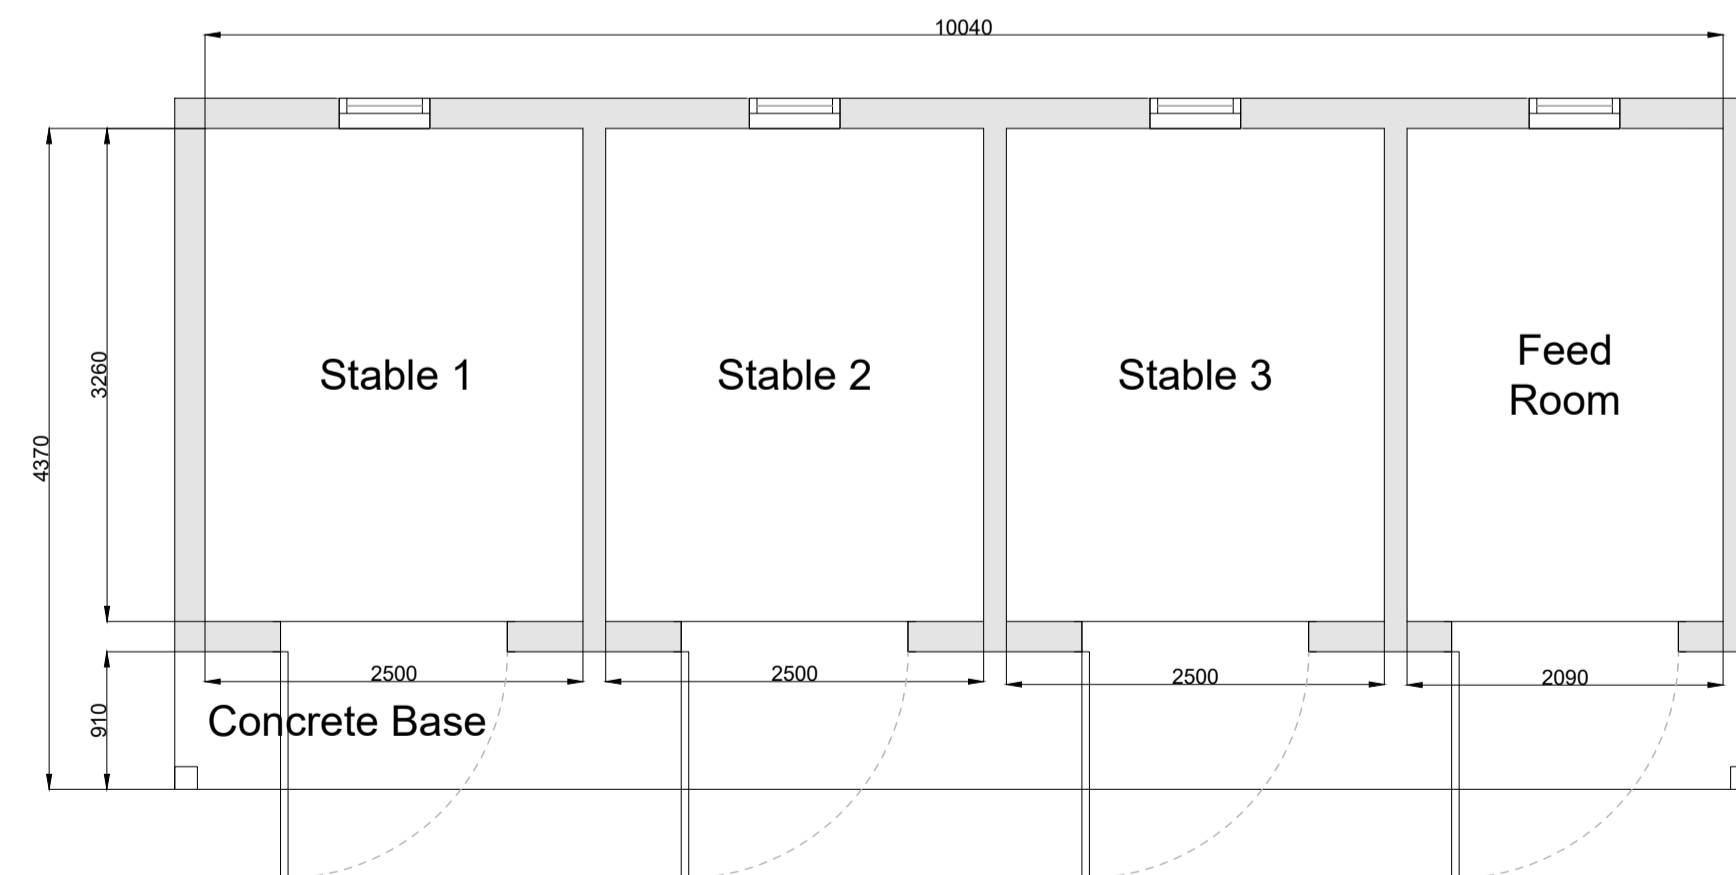 10040
Stable 1
Stable 2
Stable 3
Feed
Room
3260
4370
2500
2500
2500
2090
910
Concrete Base